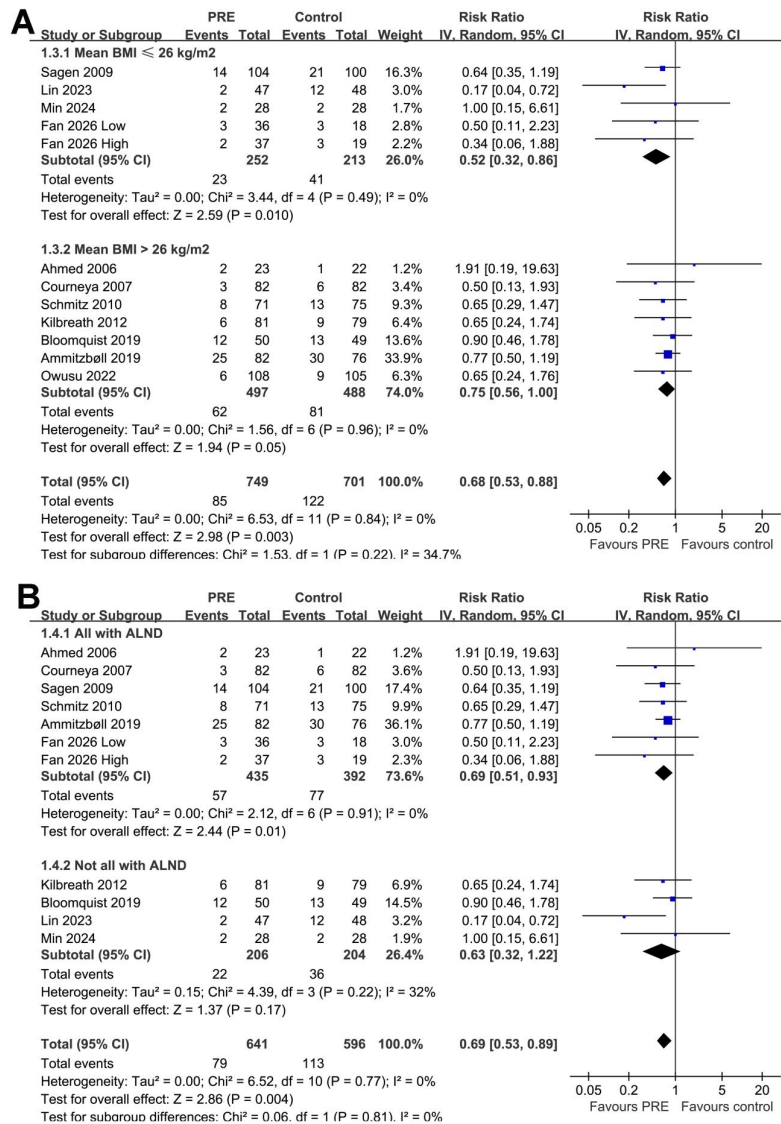 A
PRE Control Risk Ratio Risk Ratio
Study or Subgroup Events Total Events Total Weight IV, Random, 95% CI IV, Random, 95% CI
1.3.1 Mean BMI ≤ 26 kg/m2
Sagen 2009 14 104 21 100 16.3% 0.64 [0.35, 1.19]
Lin 2023 2 47 12 48 3.0% 0.17 [0.04, 0.72]
Min 2024 2 28 2 28 1.7% 1.00 [0.15, 6.61]
Fan 2026 Low 3 36 3 18 2.8% 0.50 [0.11, 2.23]
Fan 2026 High 2 37 3 19 2.2% 0.34 [0.06, 1.88]
Subtotal (95% CI) 252 213 26.0% 0.52 [0.32, 0.86]
Total events 23 41
Heterogeneity: Tau² = 0.00; Chi² = 3.44, df = 4 (P = 0.49); I² = 0%
Test for overall effect: Z = 2.59 (P = 0.010)
1.3.2 Mean BMI > 26 kg/m2
Ahmed 2006 2 23 1 22 1.2% 1.91 [0.19, 19.63]
Courneya 2007 3 82 6 82 3.4% 0.50 [0.13, 1.93]
Schmitz 2010 8 71 13 75 9.3% 0.65 [0.29, 1.47]
Kilbreath 2012 6 81 9 79 6.4% 0.65 [0.24, 1.74]
Bloomquist 2019 12 50 13 49 13.6% 0.90 [0.46, 1.78]
Ammitzbøll 2019 25 82 30 76 33.9% 0.77 [0.50, 1.19]
Owusu 2022 6 108 9 105 6.3% 0.65 [0.24, 1.76]
Subtotal (95% CI) 497 488 74.0% 0.75 [0.56, 1.00]
Total events 62 81
Heterogeneity: Tau² = 0.00; Chi² = 1.56, df = 6 (P = 0.96); I² = 0%
Test for overall effect: Z = 1.94 (P = 0.05)
Total (95% CI) 749 701 100.0% 0.68 [0.53, 0.88]
Total events 85 122
Heterogeneity: Tau² = 0.00; Chi² = 6.53, df = 11 (P = 0.84); I² = 0%
Test for overall effect: Z = 2.98 (P = 0.003)
Test for subgroup differences: Chi² = 1.53, df = 1 (P = 0.22), I² = 34.7%
0.05 0.2 1 5 20
Favours PRE Favours control
B
PRE Control Risk Ratio Risk Ratio
Study or Subgroup Events Total Events Total Weight IV, Random, 95% CI IV, Random, 95% CI
1.4.1 All with ALND
Ahmed 2006 2 23 1 22 1.2% 1.91 [0.19, 19.63]
Courneya 2007 3 82 6 82 3.6% 0.50 [0.13, 1.93]
Sagen 2009 14 104 21 100 17.4% 0.64 [0.35, 1.19]
Schmitz 2010 8 71 13 75 9.9% 0.65 [0.29, 1.47]
Ammitzbøll 2019 25 82 30 76 36.1% 0.77 [0.50, 1.19]
Fan 2026 Low 3 36 3 18 3.0% 0.50 [0.11, 2.23]
Fan 2026 High 2 37 3 19 2.3% 0.34 [0.06, 1.88]
Subtotal (95% CI) 435 392 73.6% 0.69 [0.51, 0.93]
Total events 57 77
Heterogeneity: Tau² = 0.00; Chi² = 2.12, df = 6 (P = 0.91); I² = 0%
Test for overall effect: Z = 2.44 (P = 0.01)
1.4.2 Not all with ALND
Kilbreath 2012 6 81 9 79 6.9% 0.65 [0.24, 1.74]
Bloomquist 2019 12 50 13 49 14.5% 0.90 [0.46, 1.78]
Lin 2023 2 47 12 48 3.2% 0.17 [0.04, 0.72]
Min 2024 2 28 2 28 1.9% 1.00 [0.15, 6.61]
Subtotal (95% CI) 206 204 26.4% 0.63 [0.32, 1.22]
Total events 22 36
Heterogeneity: Tau² = 0.15; Chi² = 4.39, df = 3 (P = 0.22); I² = 32%
Test for overall effect: Z = 1.37 (P = 0.17)
Total (95% CI) 641 596 100.0% 0.69 [0.53, 0.89]
Total events 79 113
Heterogeneity: Tau² = 0.00; Chi² = 6.52, df = 10 (P = 0.77); I² = 0%
Test for overall effect: Z = 2.86 (P = 0.004)
Test for subgroup differences: Chi² = 0.06, df = 1 (P = 0.81), I² = 0%
0.05 0.2 1 5 20
Favours PRE Favours control